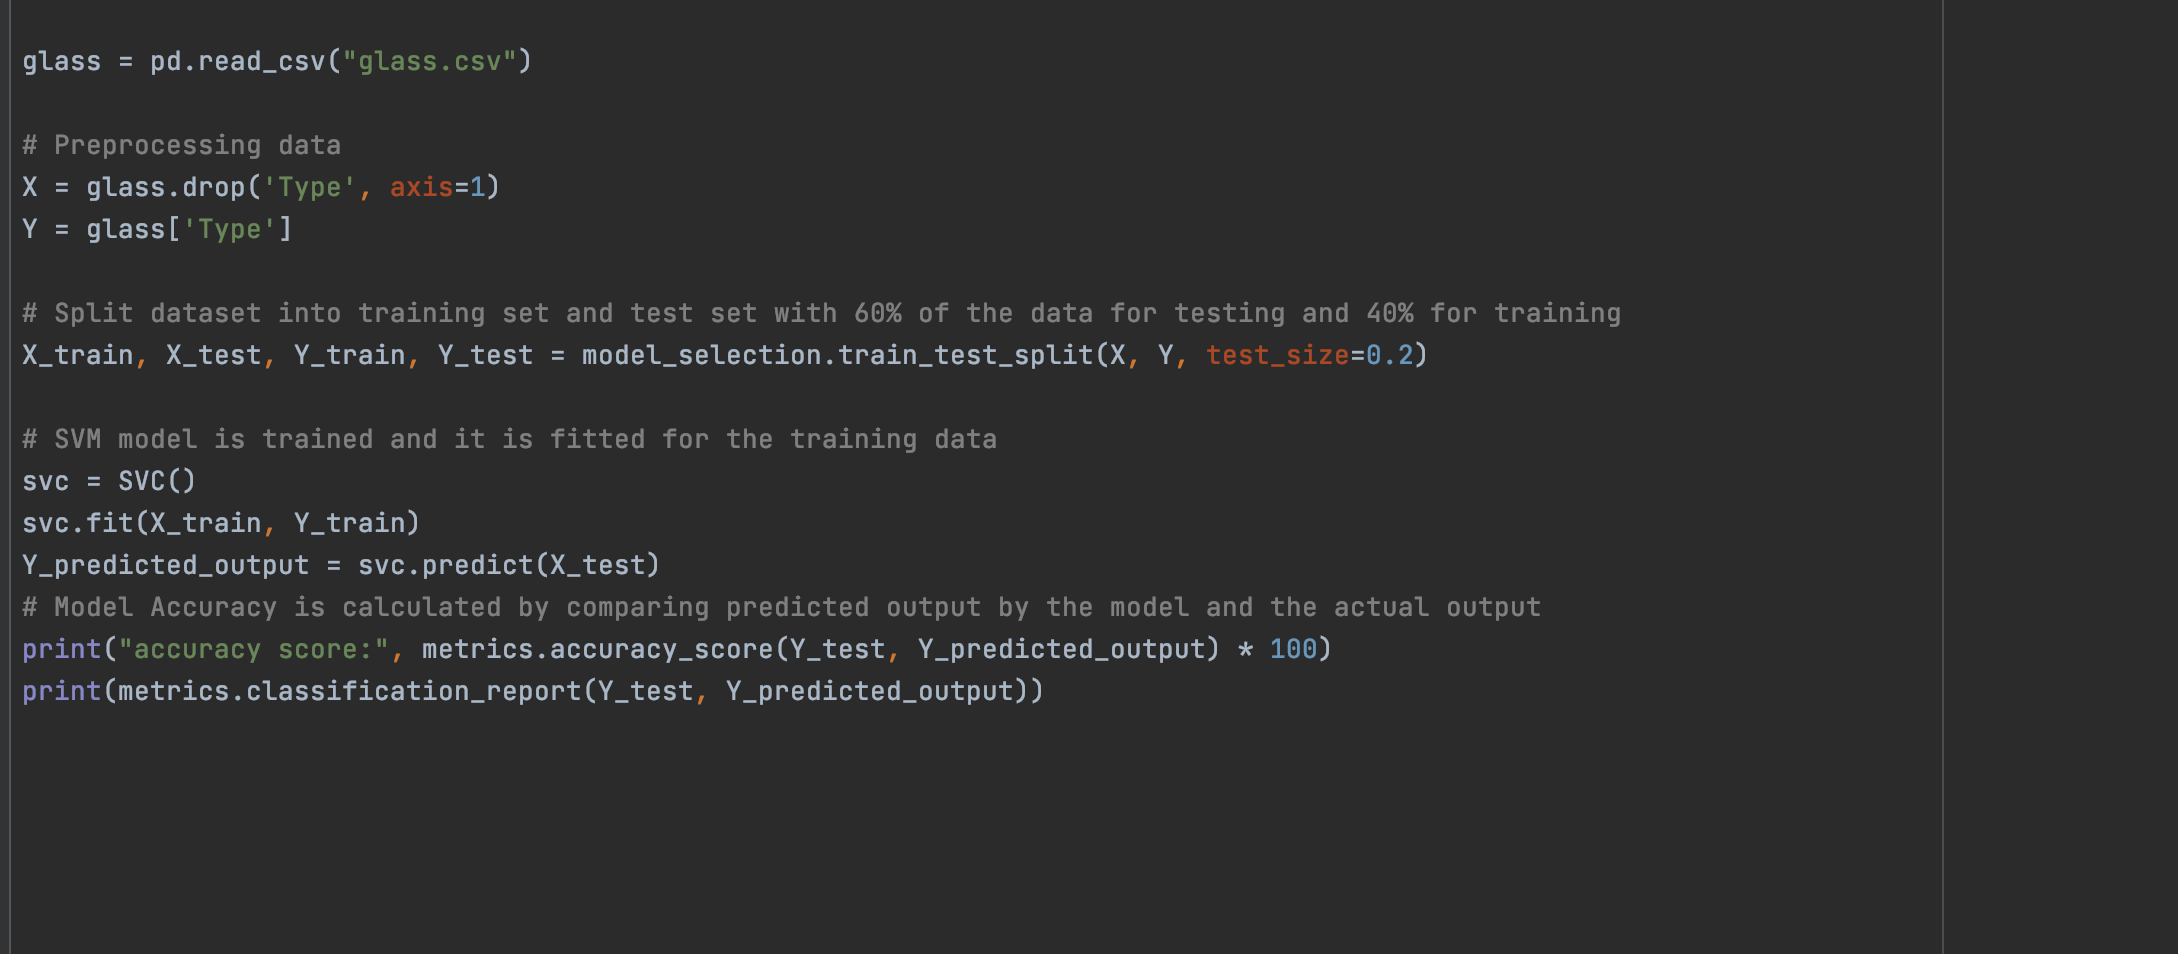 glass = pd.read_csv("glass.csv")
# Preprocessing data
X = glass.drop('Type', axis=1)
Y = glass['Type']
# Split dataset into training set and test set with 60% of the data for testing and 40% for training
X_train, X_test, Y_train, Y_test = model_selection.train_test_split(X, Y, test_size=0.2)
# SVM model is trained and it is fitted for the training data
svc = SVC()
svc.fit(X_train, Y_train)
Y_predicted_output = svc.predict(X_test)
# Model Accuracy is calculated by comparing predicted output by the model and the actual output
print("accuracy score:", metrics.accuracy_score(Y_test, Y_predicted_output) * 100)
print(metrics.classification_report(Y_test, Y_predicted_output))